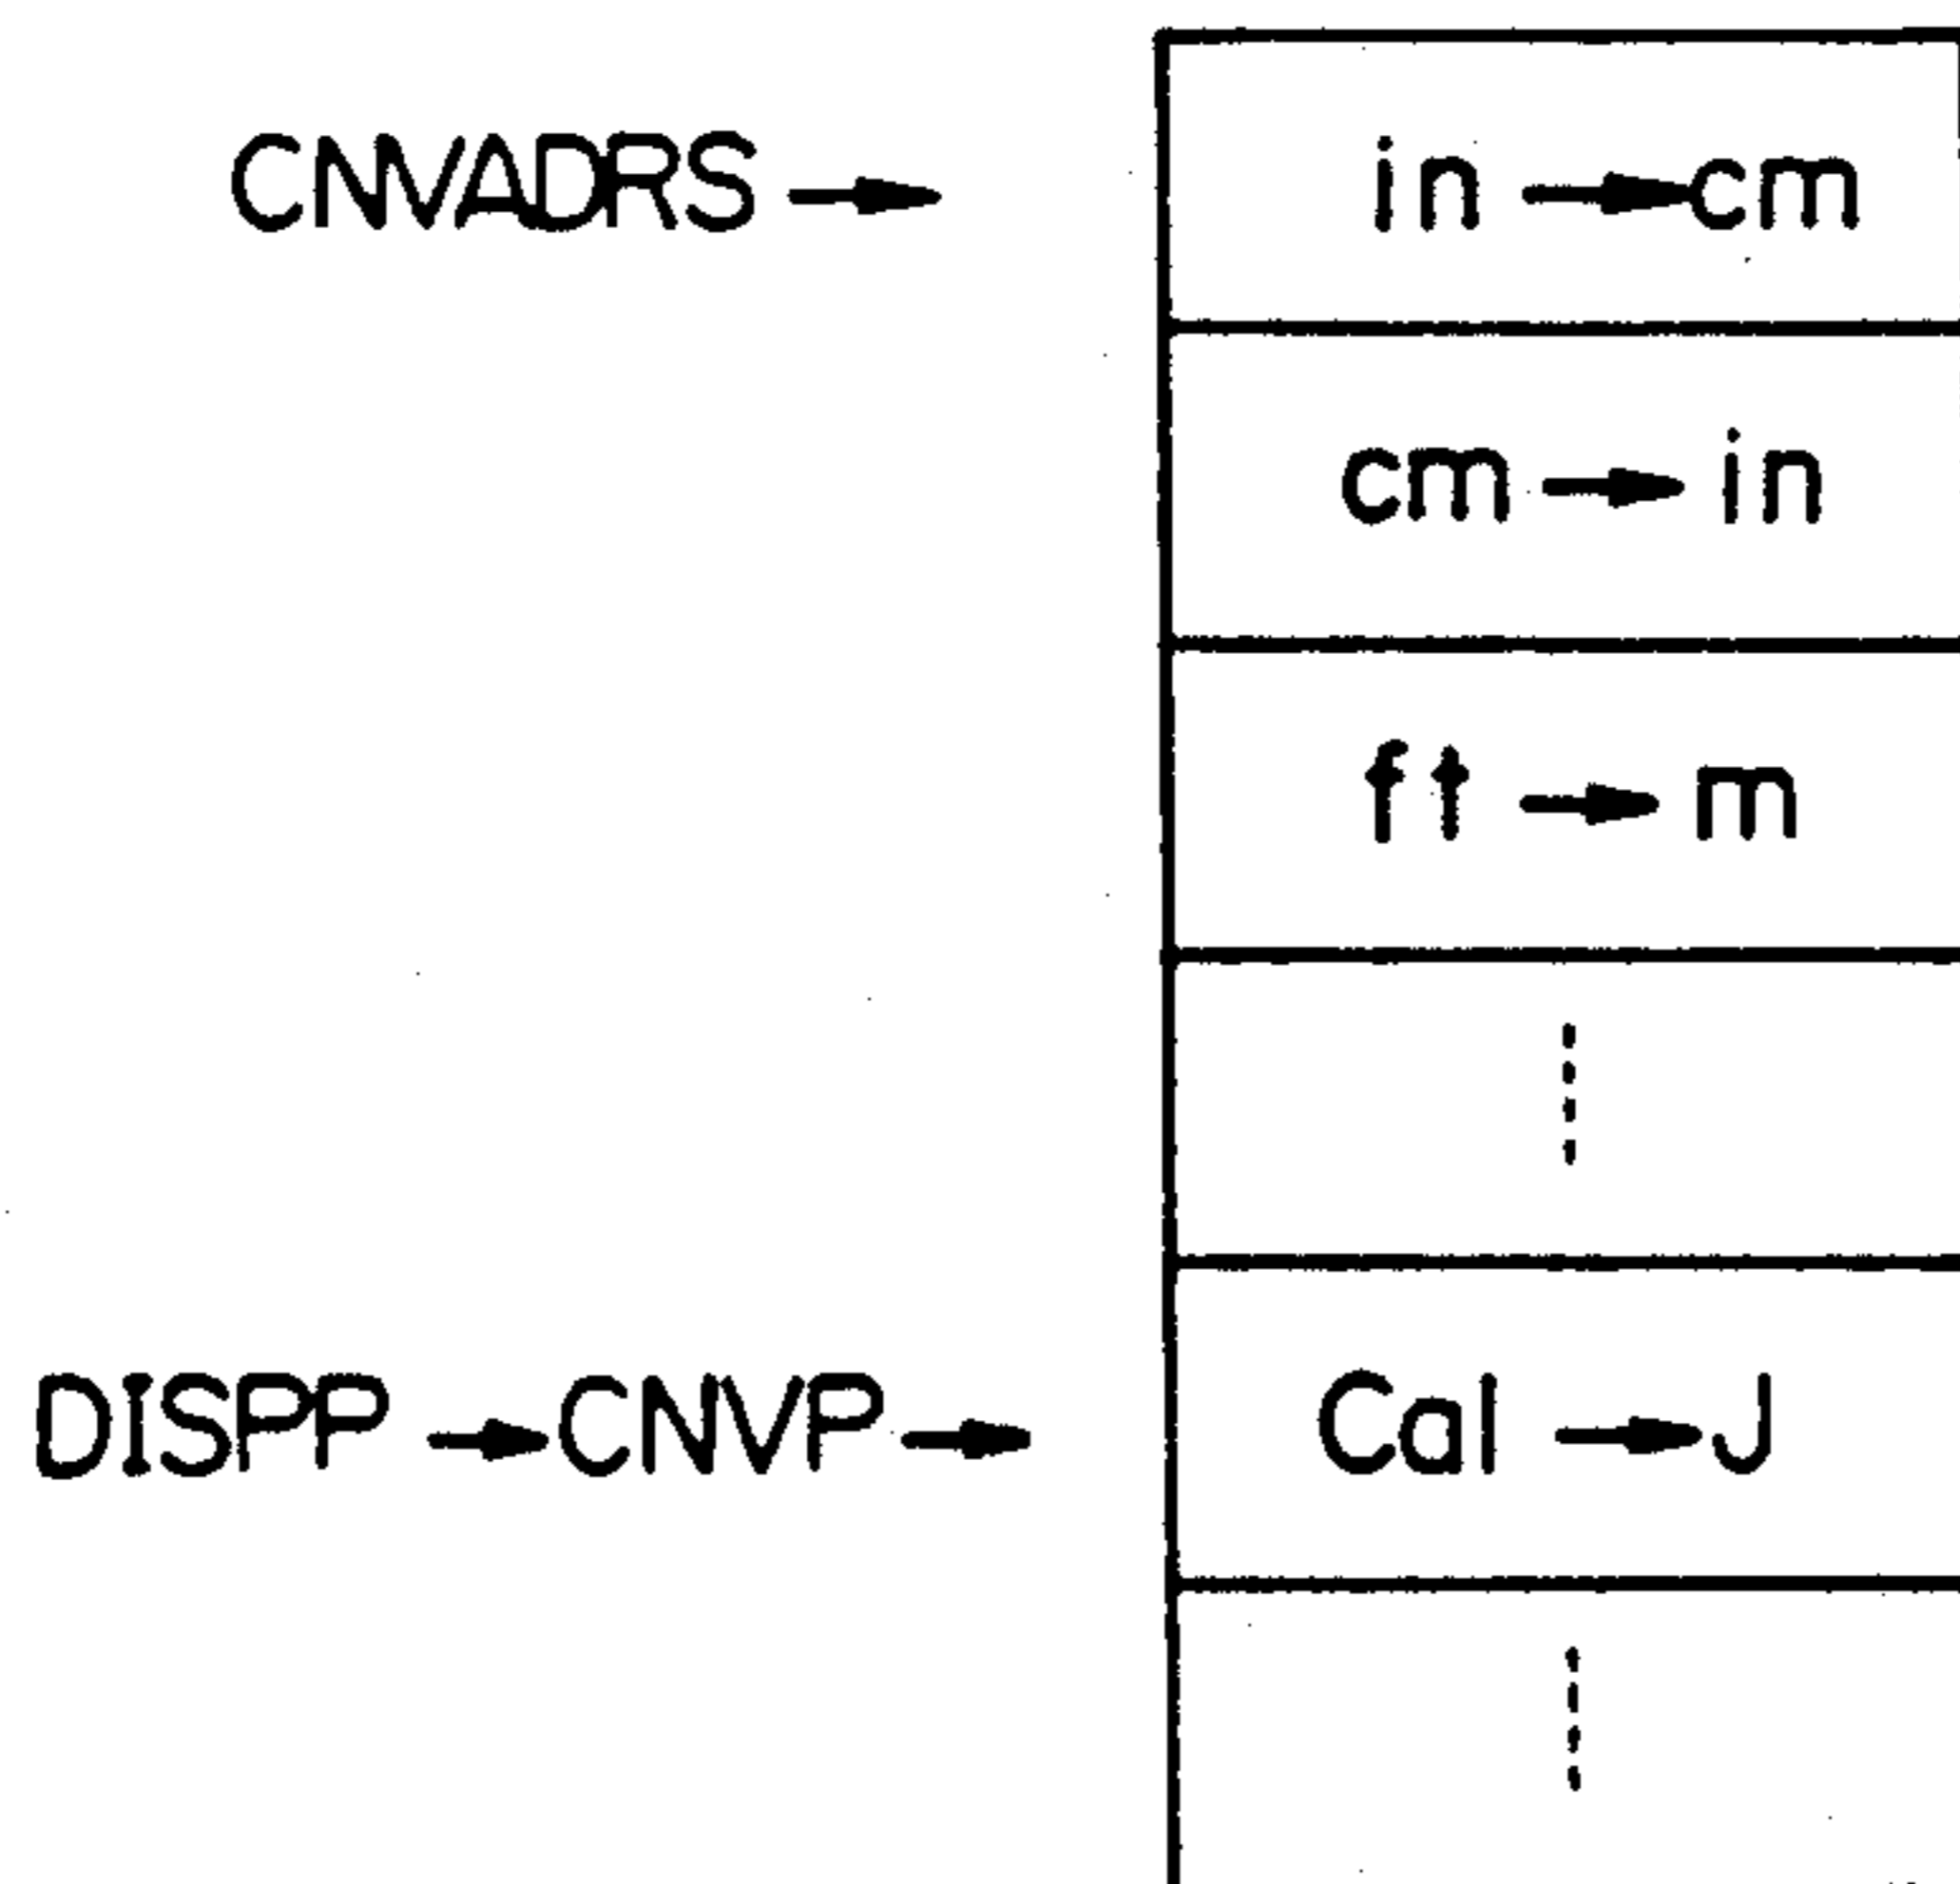 CNVADRS → in → cm
cm → in
ft → m
DISPP → CNVP → Cal → J